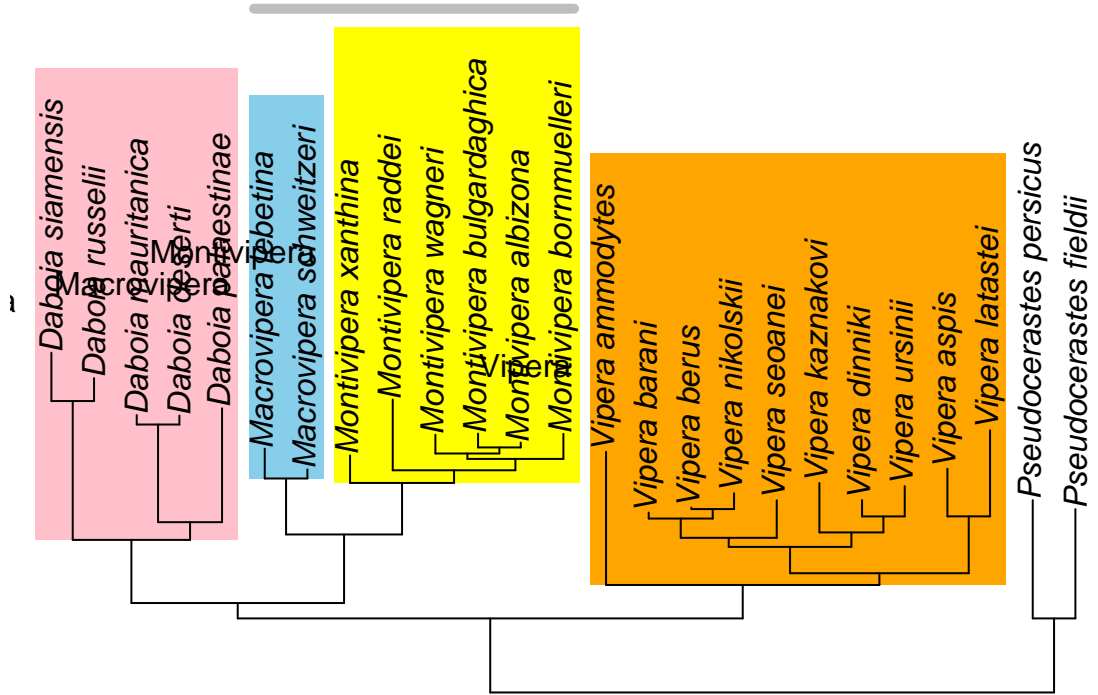 Daboia siamensis
Daboia russelii
Daboia mauritanica
Daboia deserti
Daboia palaestinae
Macrovipera lebetina
Macrovipera schweitzeri
Montivipera xanthina
Montivipera raddei
Montivipera wagneri
Montivipera bulgardaghica
Montivipera albizona
Montivipera bornmuelleri
Vipera ammodytes
Vipera barani
Vipera berus
Vipera nikolskii
Vipera seoanei
Vipera kaznakovi
Vipera dinniki
Vipera ursinii
Vipera aspis
Vipera latastei
Pseudocerastes persicus
Pseudocerastes fieldii
Montivipera
Macrovipera
Vipera